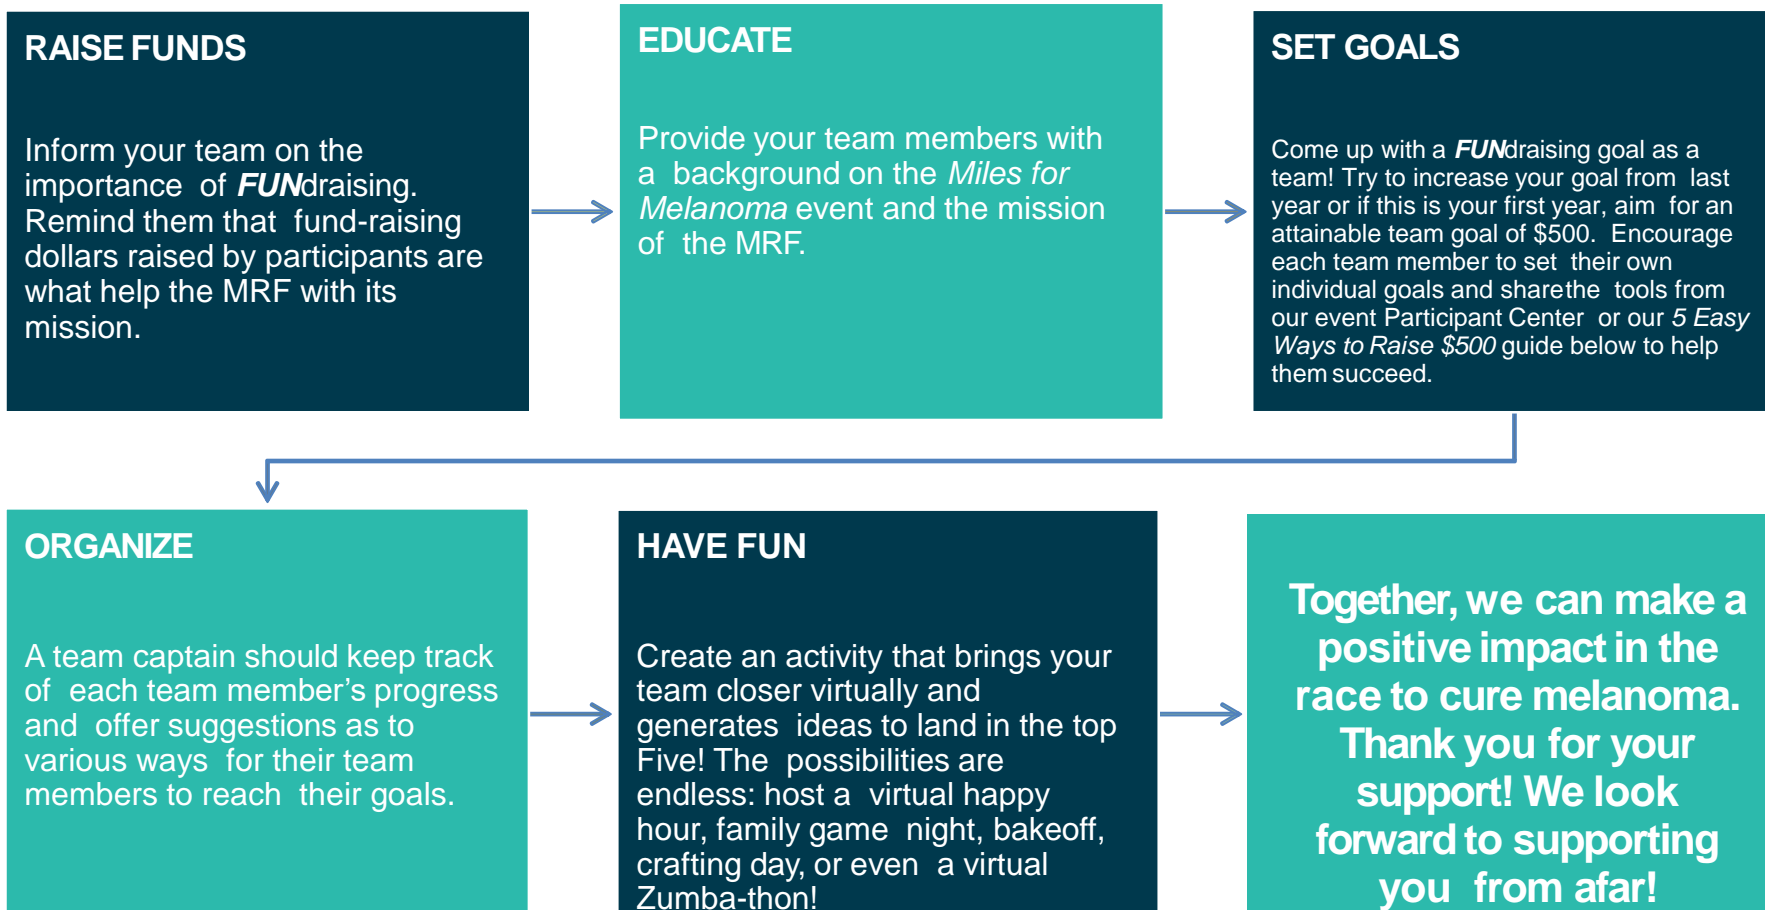 RAISE FUNDS
Inform your team on the
importance of FUNdraising.
Remind them that fund-raising
dollars raised by participants are
what help the MRF with its
mission.
EDUCATE
Provide your team members with
a background on the Miles for
Melanoma event and the mission
of the MRF.
SET GOALS
Come up with a FUNdraising goal as a
team! Try to increase your goal from last
year or if this is your first year, aim for an
attainable team goal of $500. Encourage
each team member to set their own
individual goals and sharethe tools from
our event Participant Center or our 5 Easy
Ways to Raise $500 guide below to help
them succeed.
ORGANIZE
A team captain should keep track
of each team member’s progress
and offer suggestions as to
various ways for their team
members to reach their goals.
HAVE FUN
Create an activity that brings your
team closer virtually and
generates ideas to land in the top
Five! The possibilities are
endless: host a virtual happy
hour, family game night, bakeoff,
crafting day, or even a virtual
Zumba-thon!
Together, we can make a
positive impact in the
race to cure melanoma.
Thank you for your
support! We look
forward to supporting
you from afar!